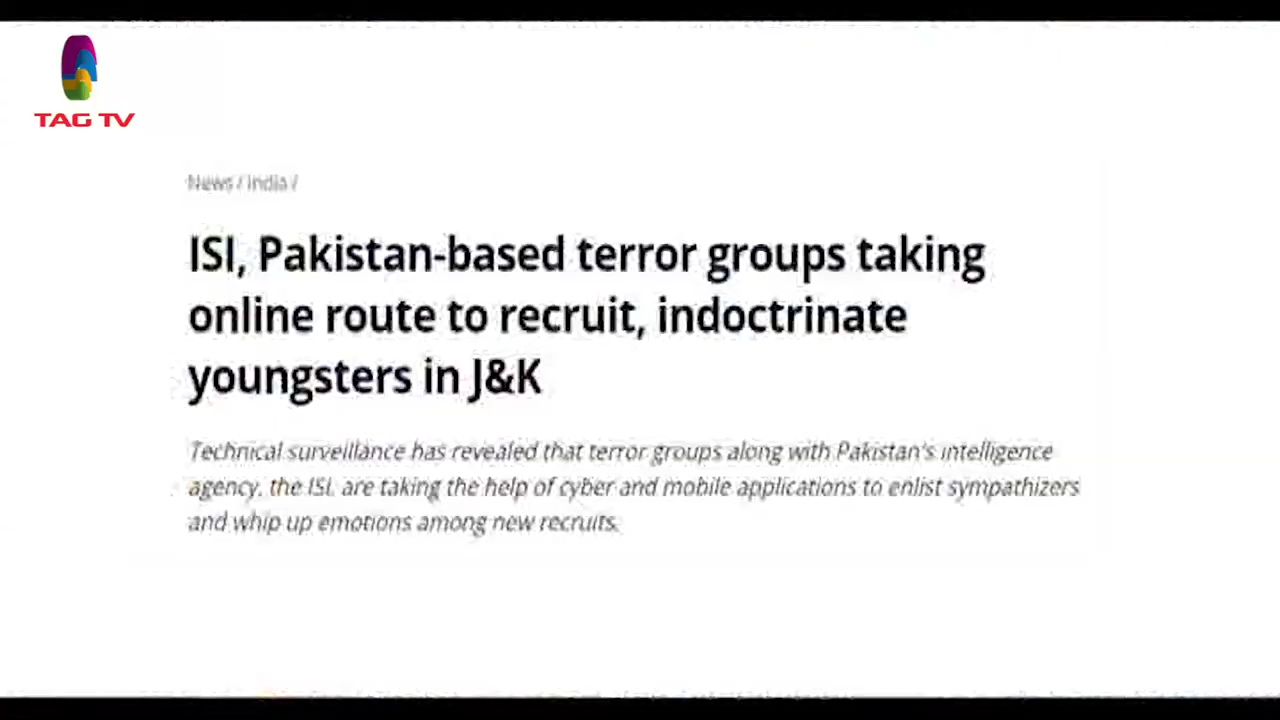 TAG TV
News / India /
ISI, Pakistan-based terror groups taking
online route to recruit, indoctrinate
youngsters in J&K
Technical surveillance has revealed that terror groups along with Pakistan's intelligence
agency, the ISI, are taking the help of cyber and mobile applications to enlist sympathizers
and whip up emotions among new recruits.